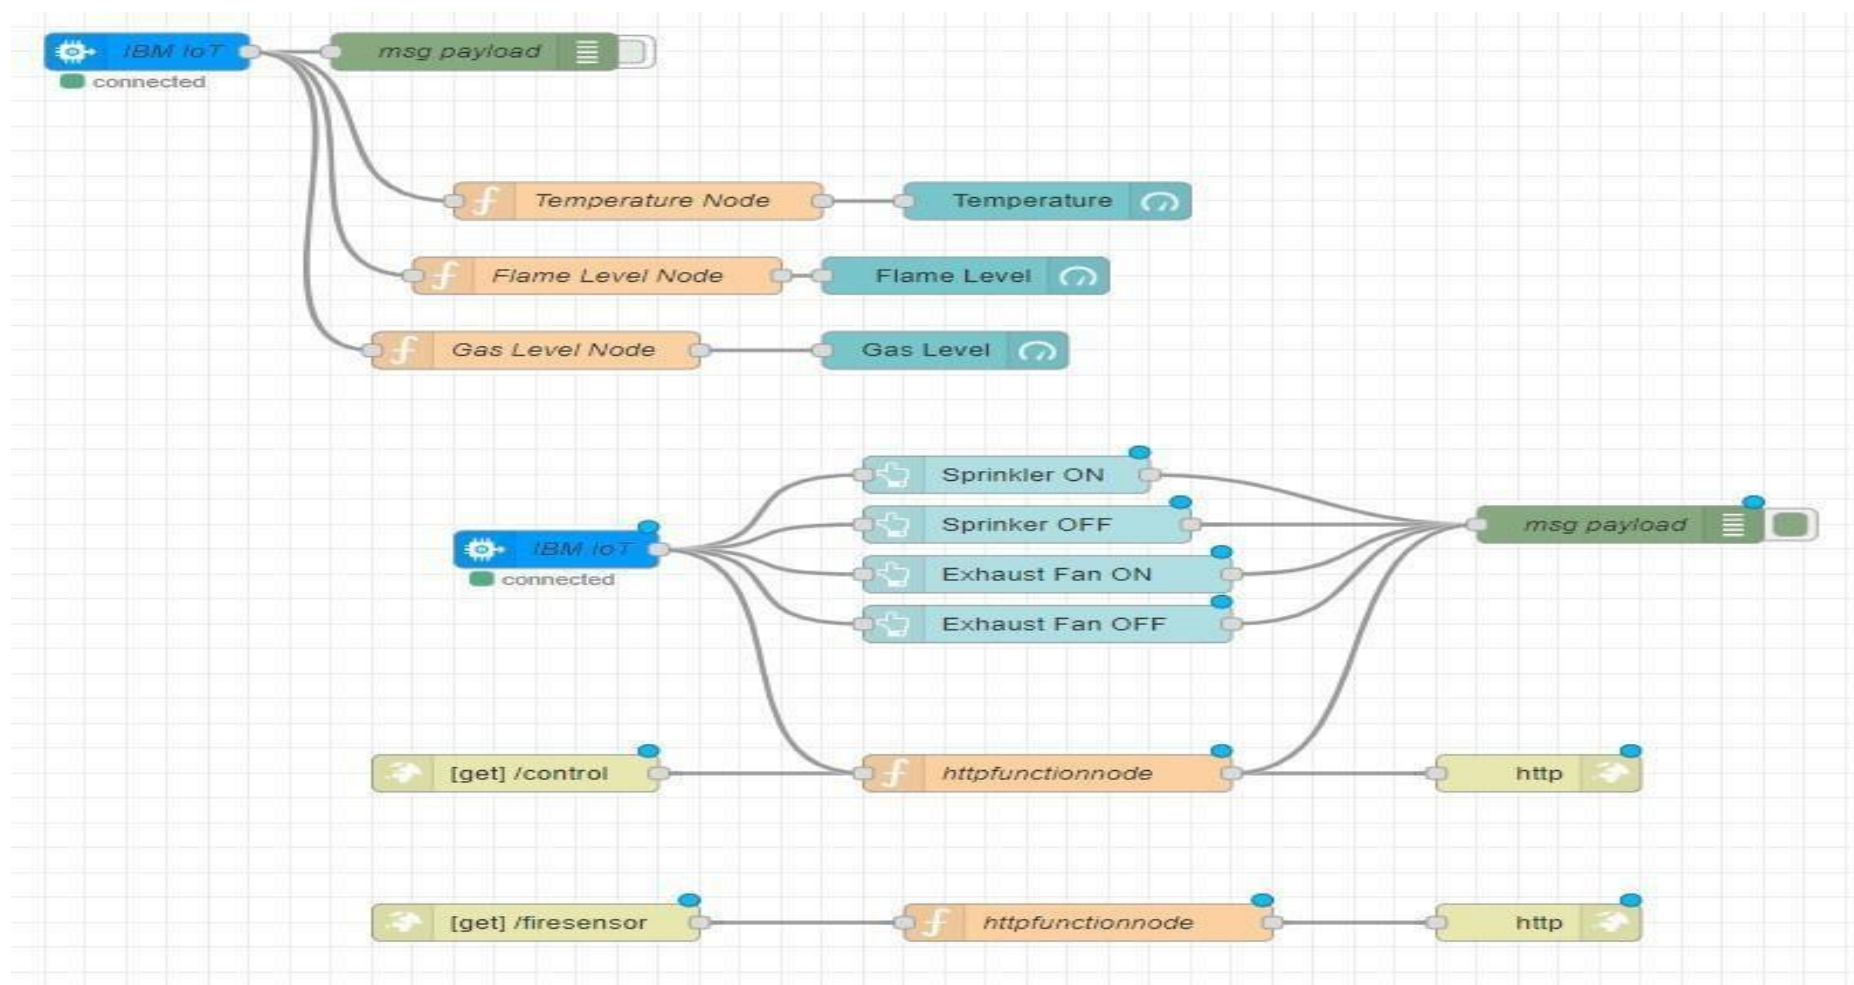 IBM IoT
msg payload
connected
Temperature Node
Temperature
Flame Level Node
Flame Level
Gas Level Node
Gas Level
Sprinkler ON
Sprinker OFF
msg payload
IBM IoT
connected
Exhaust Fan ON
Exhaust Fan OFF
[get] /control
httpfunctionnode
http
[get] /firesensor
httpfunctionnode
http